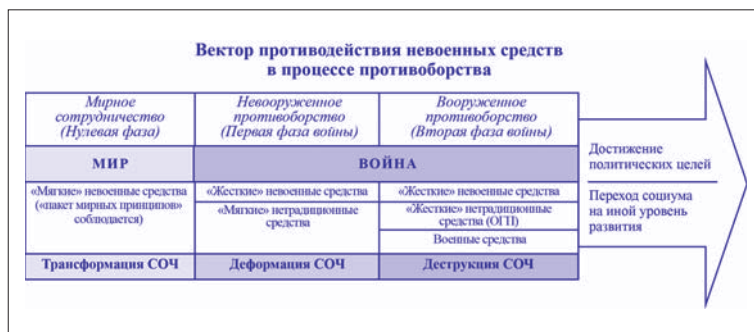 Вектор противодействия невоенных средств
в процессе противоборства
Мирное
сотрудничество
(Нулевая фаза)
Невооруженное
противоборство
(Первая фаза войны)
Вооруженное
противоборство
(Вторая фаза войны)
МИР
ВОЙНА
«Мягкие» невоенные средства
(«пакет мирных принципов»
соблюдается)
«Жесткие» невоенные средства
«Мягкие» нетрадиционные
средства
«Жесткие» невоенные средства
«Жесткие» нетрадиционные
средства (ОГП)
Военные средства
Трансформация СОЧ
Деформация СОЧ
Деструкция СОЧ
Достижение
политических целей
Переход социума
на иной уровень
развития